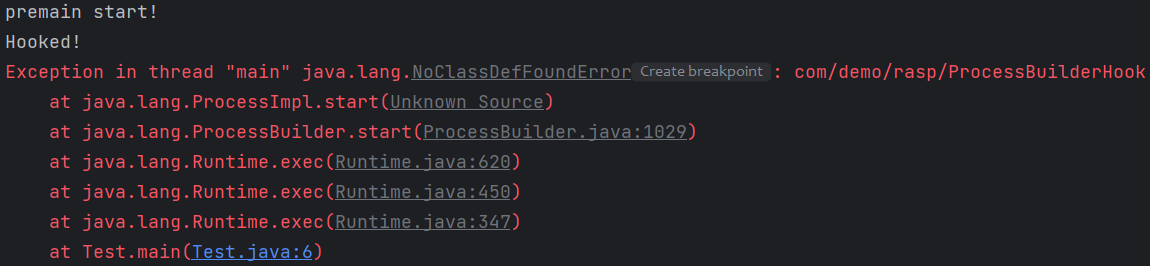 premain start!
Hooked!
Exception in thread "main" java.lang.NoClassDefFoundError Create breakpoint : com/demo/rasp/ProcessBuilderHook
    at java.lang.ProcessImpl.start(Unknown Source)
    at java.lang.ProcessBuilder.start(ProcessBuilder.java:1029)
    at java.lang.Runtime.exec(Runtime.java:620)
    at java.lang.Runtime.exec(Runtime.java:450)
    at java.lang.Runtime.exec(Runtime.java:347)
    at Test.main(Test.java:6)